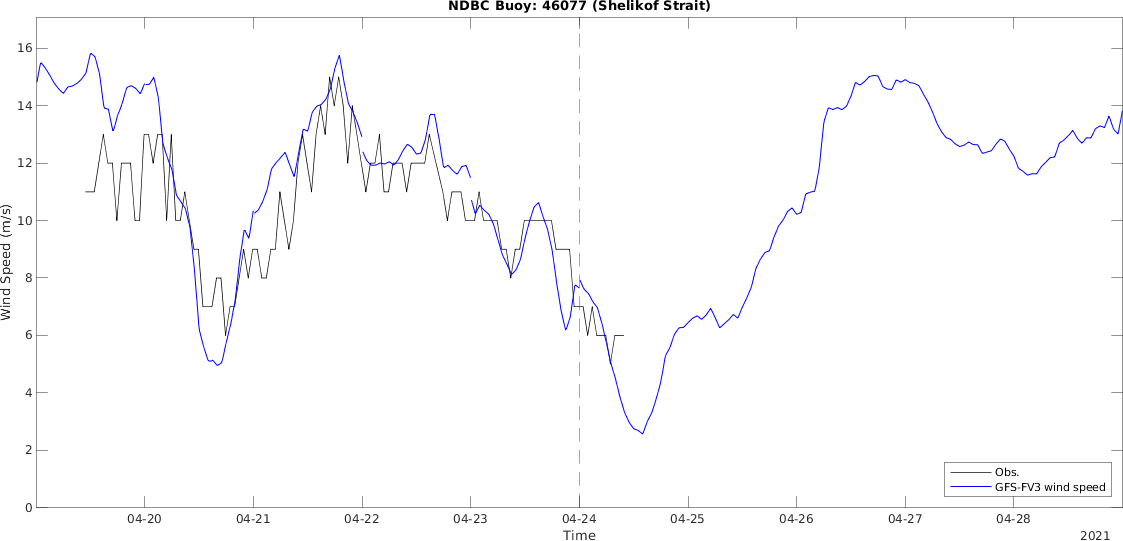 NDBC Buoy: 46077 (Shelikof Strait)
16
14
12
10
8
6
4
2
0
Wind Speed (m/s)
04-20 04-21 04-22 04-23 04-24 04-25 04-26 04-27 04-28
Time
2021
Obs.
GFS-FV3 wind speed